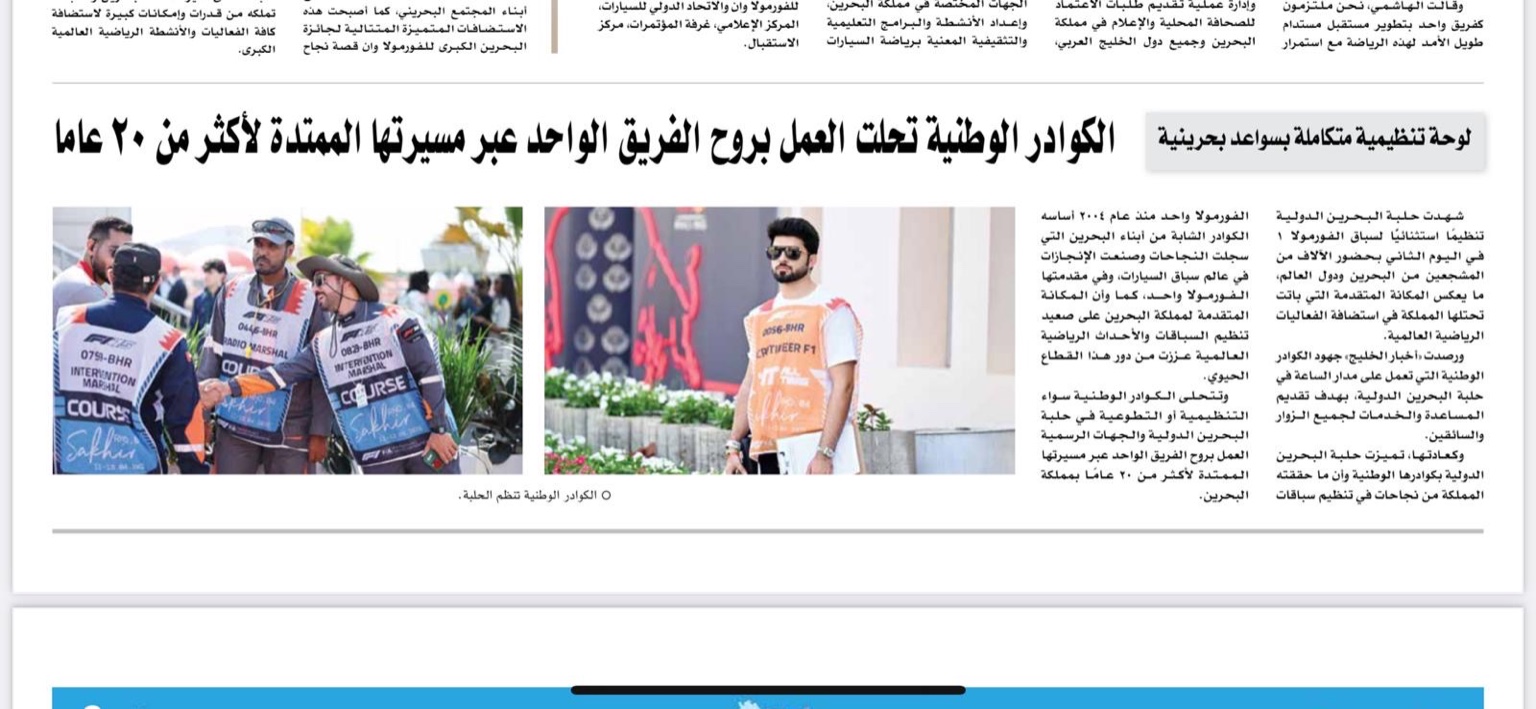 وقالت الهاشمي، نحن ملتزمون
كفريق واحد بتطوير مستقبل مستدام
طويل الأمد لهذه الرياضة مع استمرار
وإدارة عملية تقديم طلبات الاعتماد
للصحافة المحلية والإعلام في مملكة
البحرين وجميع دول الخليج العربي،
الجهات المختصة في مملكة البحرين،
وإعداد الأنشطة والبرامج التعليمية
والتثقيفية المعنية برياضة السيارات
للفورمولا وان والاتحاد الدولي للسيارات،
المركز الإعلامي، غرفة المؤتمرات، مركز
الاستقبال.
أبناء المجتمع البحريني، كما أصبحت هذه
الاستضافات المتميزة المتتالية لجائزة
البحرين الكبرى للفورمولا وان قصة نجاح
تملكه من قدرات وإمكانات كبيرة لاستضافة
كافة الفعاليات والأنشطة الرياضية العالمية
الكبرى.
لوحة تنظيمية متكاملة بسواعد بحرينية
الكوادر الوطنية تحلت العمل بروح الفريق الواحد عبر مسيرتها الممتدة لأكثر من ٢٠ عاما
شهدت حلبة البحرين الدولية
تنظيمًا استثنائيًا لسباق الفورمولا ١
في اليوم الثاني بحضور الآلاف من
المشجعين من البحرين ودول العالم،
ما يعكس المكانة المتقدمة التي باتت
تحتلها المملكة في استضافة الفعاليات
الرياضية العالمية.
ورصدت «أخبار الخليج» جهود الكوادر
الوطنية التي تعمل على مدار الساعة في
حلبة البحرين الدولية، بهدف تقديم
المساعدة والخدمات لجميع الزوار
والسائقين.
وكعادتها، تميزت حلبة البحرين
الدولية بكوادرها الوطنية وأن ما حققته
المملكة من نجاحات في تنظيم سباقات
الفورمولا واحد منذ عام ٢٠٠٤ أساسه
الكوادر الشابة من أبناء البحرين التي
سجلت النجاحات وصنعت الإنجازات
في عالم سباق السيارات، وفي مقدمتها
الفورمولا واحد، كما وأن المكانة
المتقدمة لمملكة البحرين على صعيد
تنظيم السباقات والأحداث الرياضية
العالمية عززت من دور هذا القطاع
الحيوي.
وتتحلى الكوادر الوطنية سواء
التنظيمية أو التطوعية في حلبة
البحرين الدولية والجهات الرسمية
العمل بروح الفريق الواحد عبر مسيرتها
الممتدة لأكثر من ٢٠ عامًا بمملكة
البحرين.
0056-BHR
F1
Sakhir
0446-BHR
RADIO MARSHAL
0759-BHR
INTERVENTION
MARSHAL
COURSE
Sakhir
INTERVENTION
MARSHAL
COURSE
Sakhir
الكوادر الوطنية تنظم الحلبة.